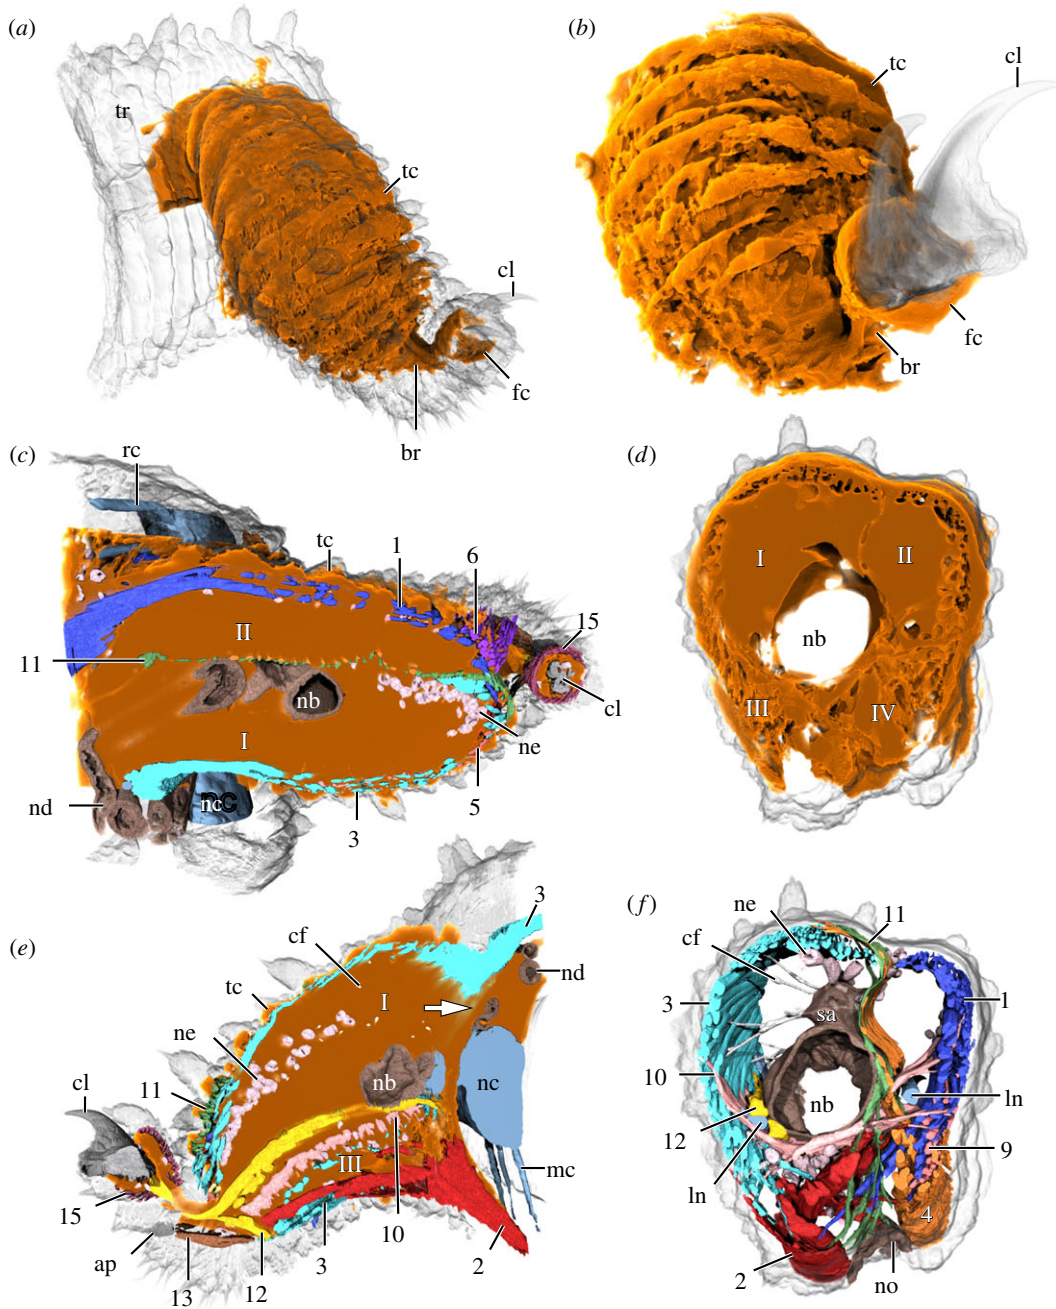 (a)
tr
tc
cl
fc
br
(b)
tc
cl
fc
br
(c)
rc
tc
1
6
15
II
11
nb
cl
I
ne
nd
nc
3
5
(d)
I
II
nb
III
IV
(e)
cf
3
I
nd
tc
ne
nb
nc
cl
11
III
mc
15
10
ap
13
12
3
2
(f)
ne
11
cf
3
sa
1
10
nb
ln
12
ln
9
4
2
no